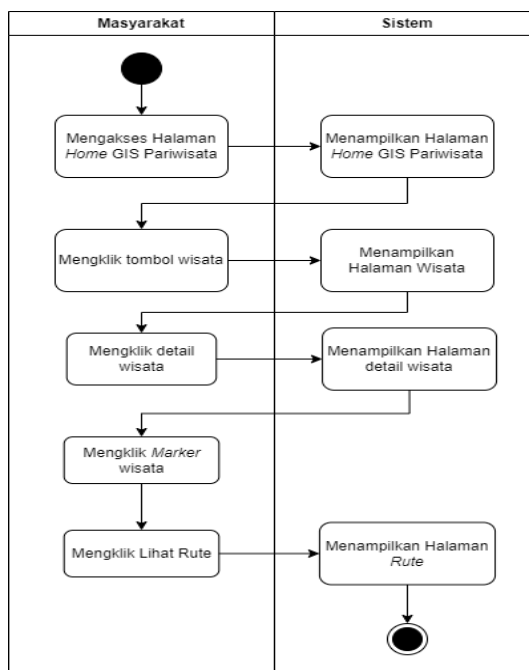 Masyarakat
Sistem
Mengakses Halaman
Home GIS Pariwisata
Menampilkan Halaman
Home GIS Pariwisata
Mengklik tombol wisata
Menampilkan
Halaman Wisata
Mengklik detail
wisata
Menampilkan Halaman
detail wisata
Mengklik Marker
wisata
Mengklik Lihat Rute
Menampilkan Halaman
Rute